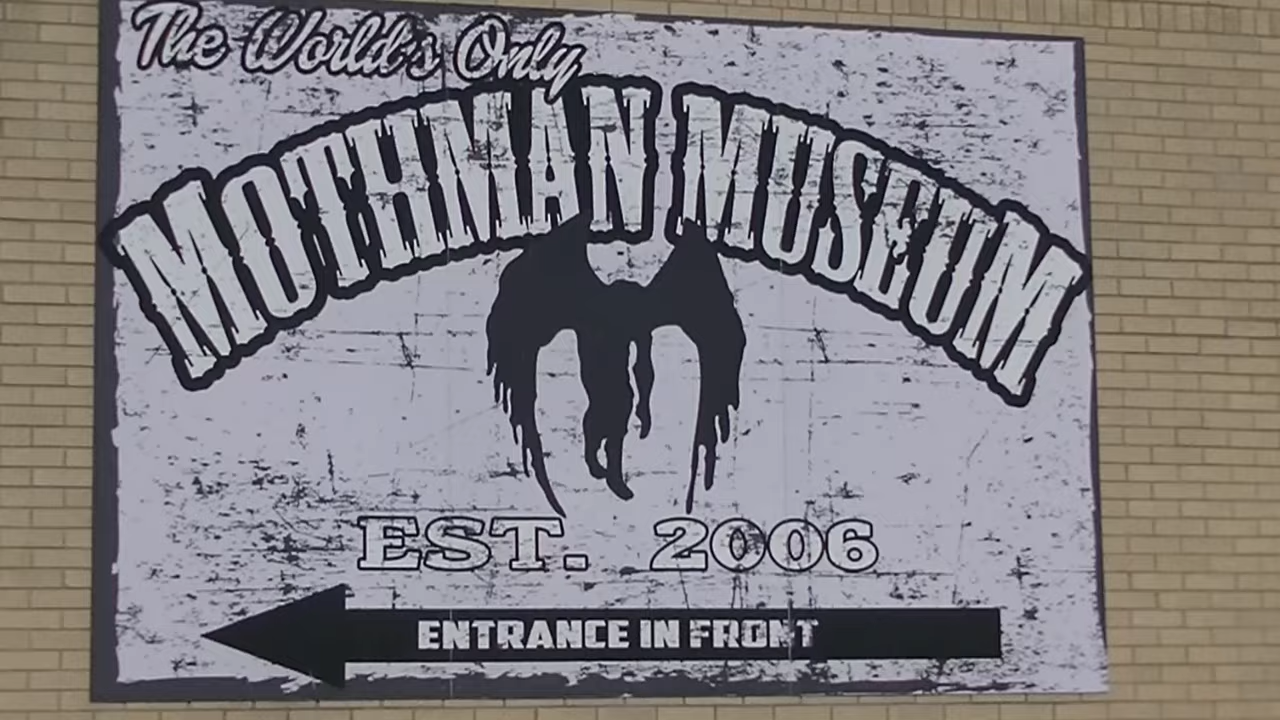 The World's Only
MOTHMAN MUSEUM
EST. 2006
ENTRANCE IN FRONT